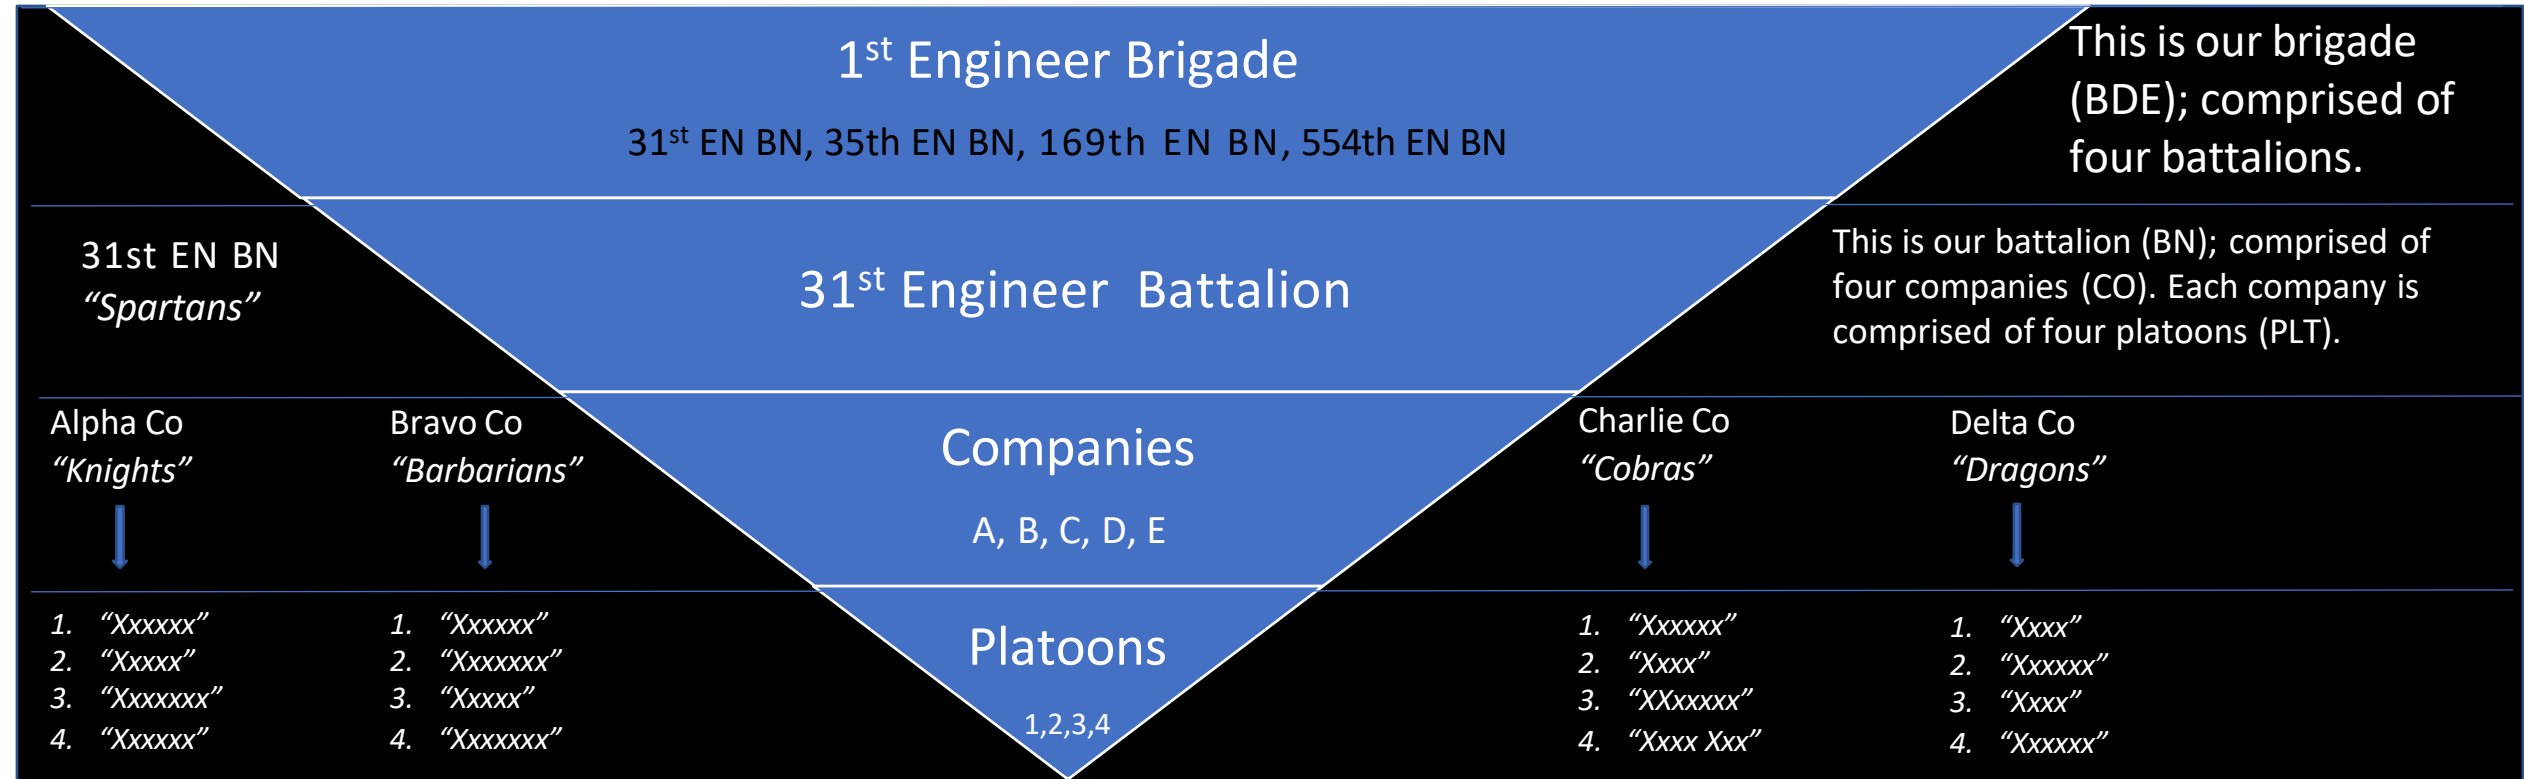 1st Engineer Brigade
31st EN BN, 35th EN BN, 169th EN BN, 554th EN BN
This is our brigade
(BDE); comprised of
four battalions.
31st EN BN
“Spartans”
31st Engineer Battalion
This is our battalion (BN); comprised of
four companies (CO). Each company is
comprised of four platoons (PLT).
Alpha Co
“Knights”
Bravo Co
“Barbarians”
Companies
A, B, C, D, E
Charlie Co
“Cobras”
Delta Co
“Dragons”
1. “Xxxxxx”
2. “Xxxxx”
3. “Xxxxxxx”
4. “Xxxxxx”
1. “Xxxxxx”
2. “Xxxxxxx”
3. “Xxxxx”
4. “Xxxxxxx”
Platoons
1,2,3,4
1. “Xxxxxx”
2. “Xxxx”
3. “XXxxxxx”
4. “Xxxx Xxx”
1. “Xxxx”
2. “Xxxxxx”
3. “Xxxx”
4. “Xxxxxx”